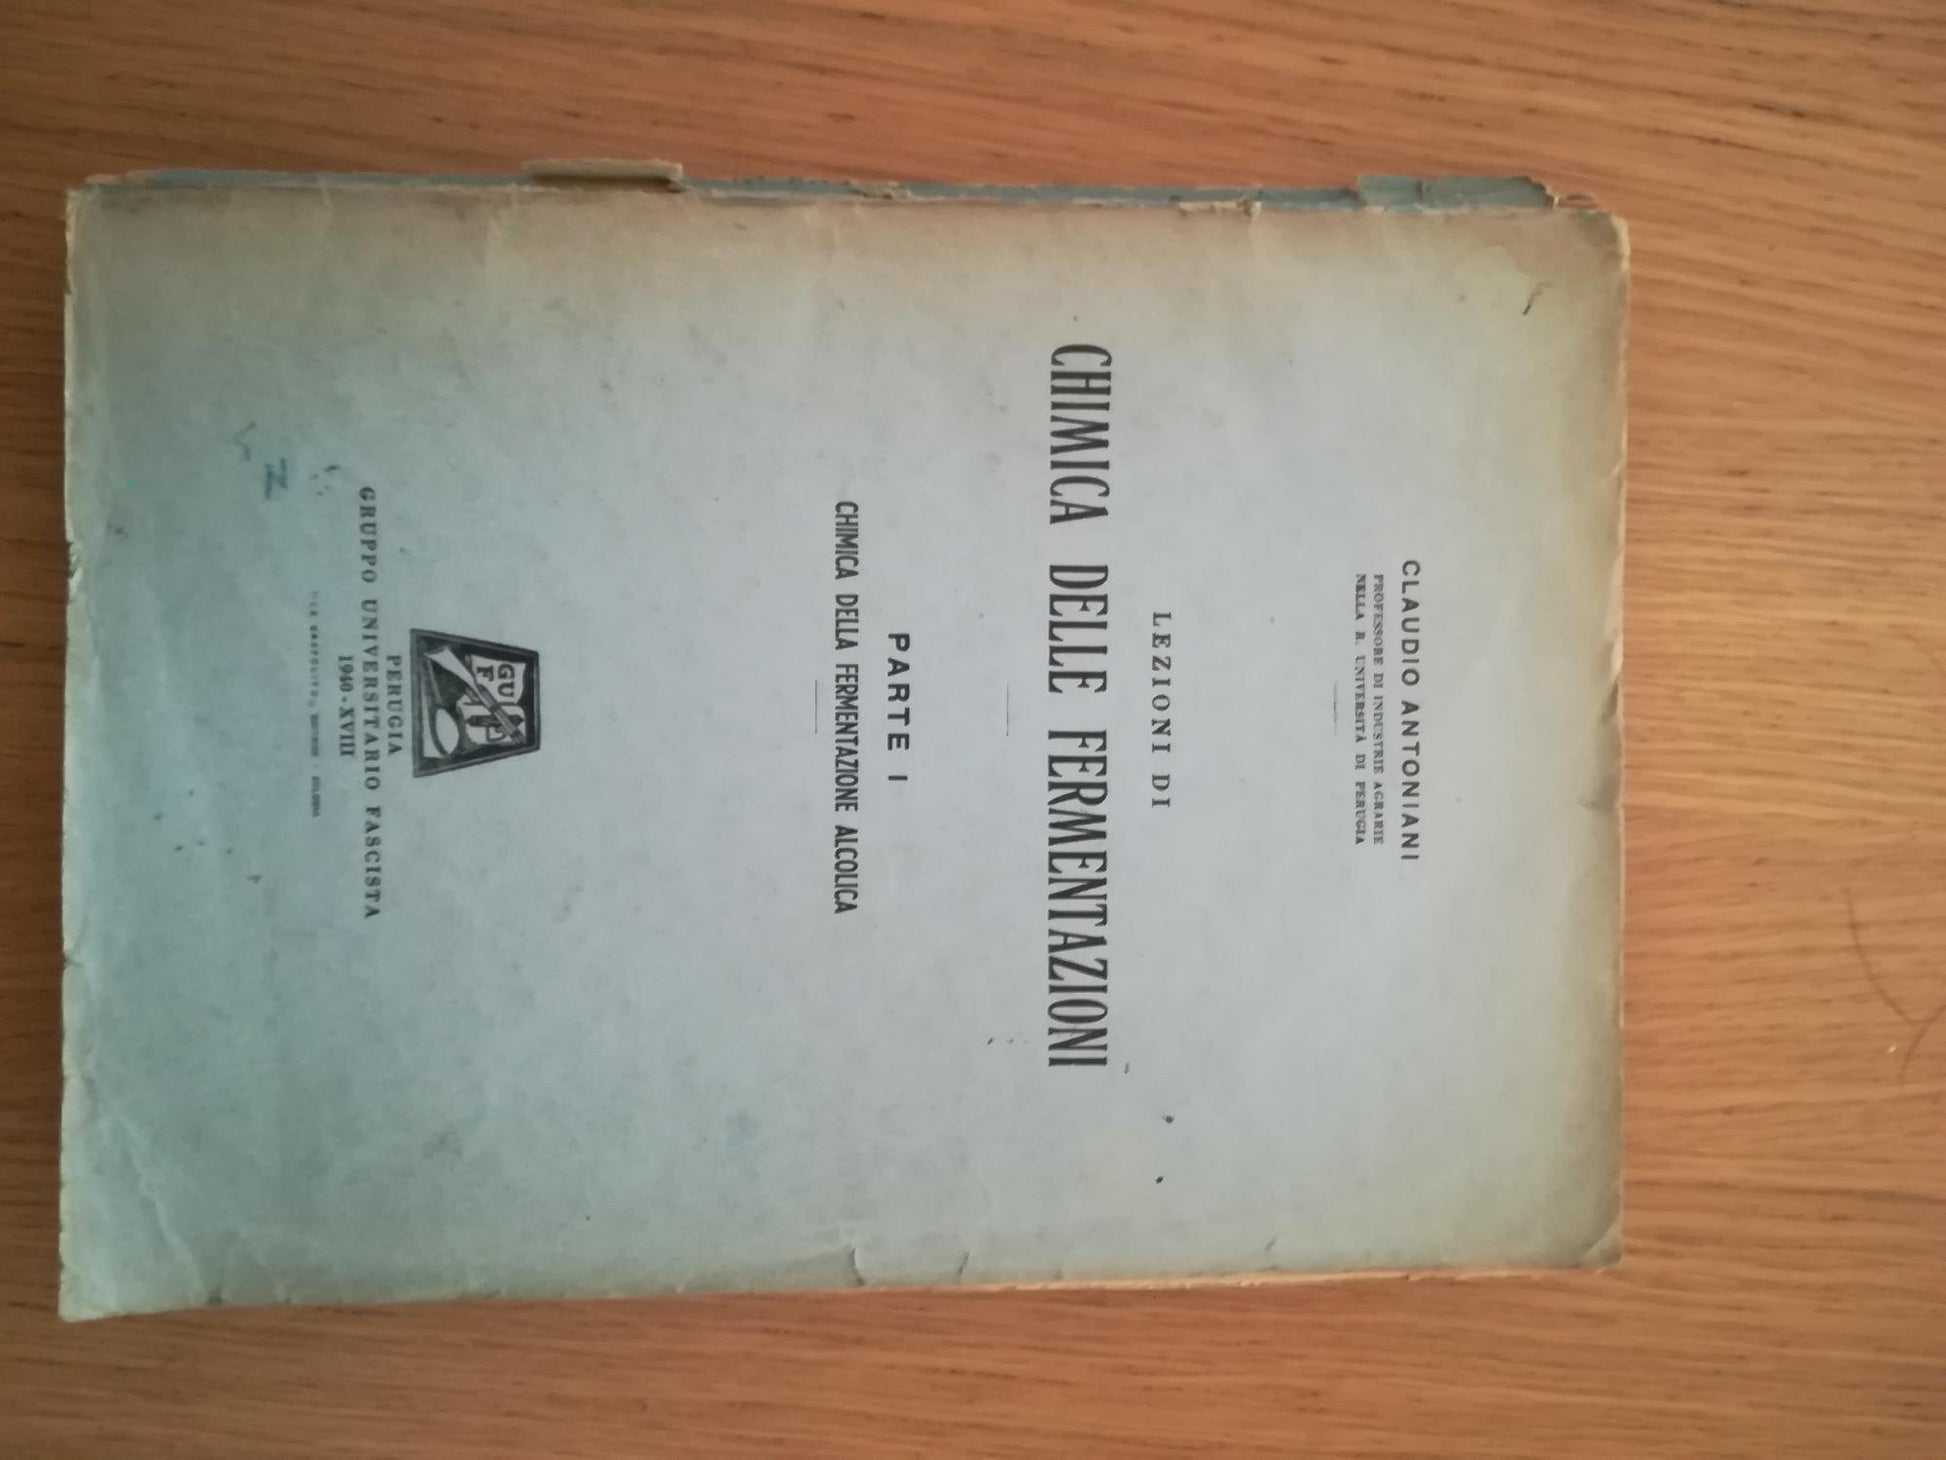 CLAUDIO ANTONIANI
PROFESSORE DI INDUSTRIE AGRARIE
NELLA R. UNIVERSITÀ DI PERUGIA
LEZIONI DI
CHIMICA DELLE FERMENTAZIONI
PARTE I
CHIMICA DELLA FERMENTAZIONE ALCOLICA
GU
F
PERUGIA
GRUPPO UNIVERSITARIO FASCISTA
1940-XVIII